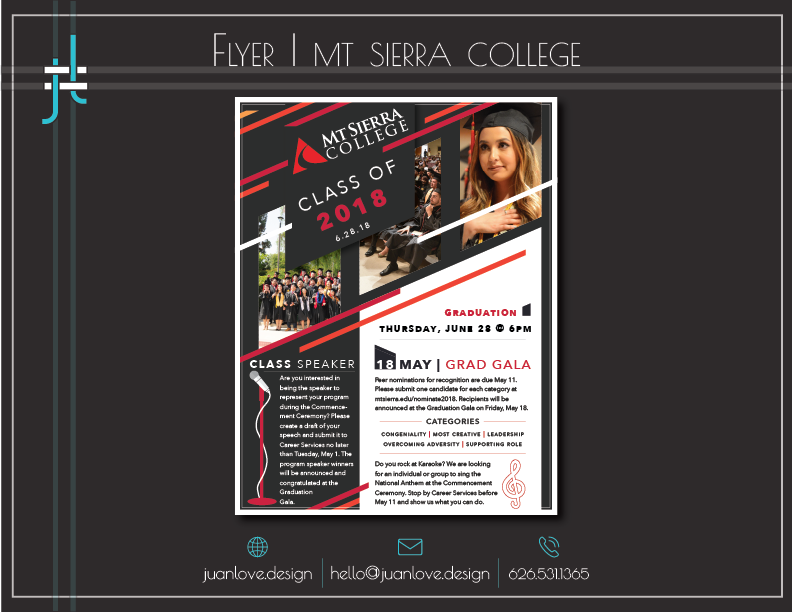 FLYER | MT SIERRA COLLEGE
jl
MT SIERRA
COLLEGE
CLASS OF
2018
6.28.18
GRADUATION
THURSDAY, JUNE 28 @ 6PM
CLASS SPEAKER
Are you interested in
being the speaker to
represent your program
during the Commence-
ment Ceremony? Please
create a draft of your
speech and submit it to
Career Services no later
than Tuesday, May 1. The
program speaker winners
will be announced and
congratuleted at the
Graduation
Gala.
18 MAY | GRAD GALA
Peer nominations for recognition are due May 11.
Please submit one candidate for each category at
mtsierra.edu/nominate2018. Recipients will be
announced at the Graduation Gala on Friday, May 18.
CATEGORIES
CONGENIALITY | MOST CREATIVE | LEADERSHIP
OVERCOMING ADVERSITY | SUPPORTING ROLE
Do you rock at Karaoke? We are looking
for an individual or group to sing the
National Anthem at the Commencement
Ceremony. Stop by Career Services before
May 11 and show us what you can do.
juanlove.design | hello@juanlove.design | 626.531.1365